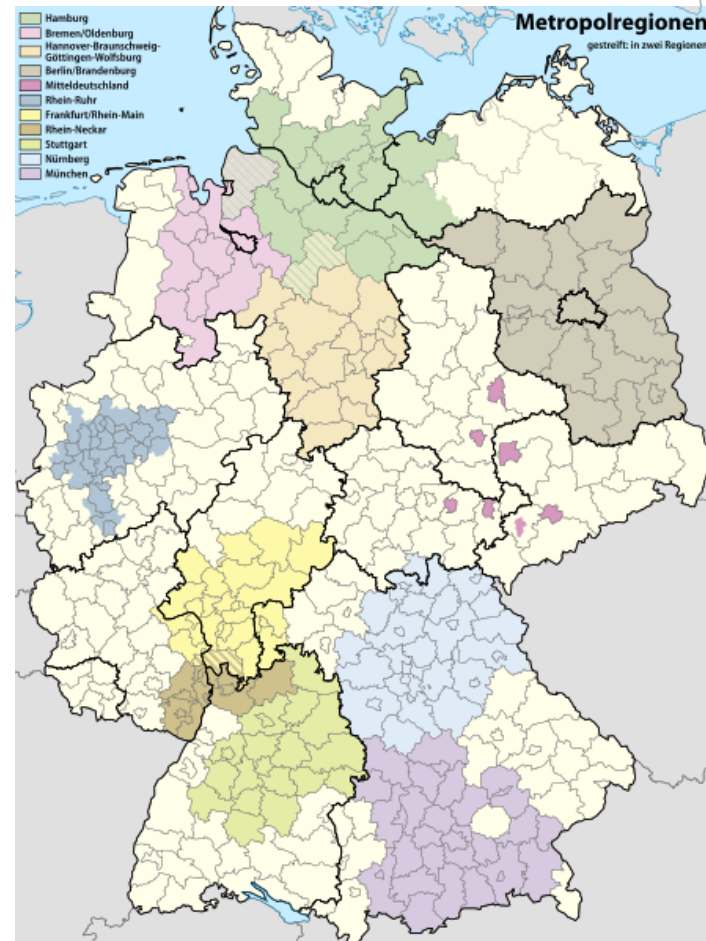 Metropolregionen
gestreift: in zwei Regionen
Hamburg
Bremen/Oldenburg
Hannover-Braunschweig-
Göttingen-Wolfsburg
Berlin/Brandenburg
Mitteldeutschland
Rhein-Ruhr
Frankfurt/Rhein-Main
Rhein-Neckar
Stuttgart
Nürnberg
München